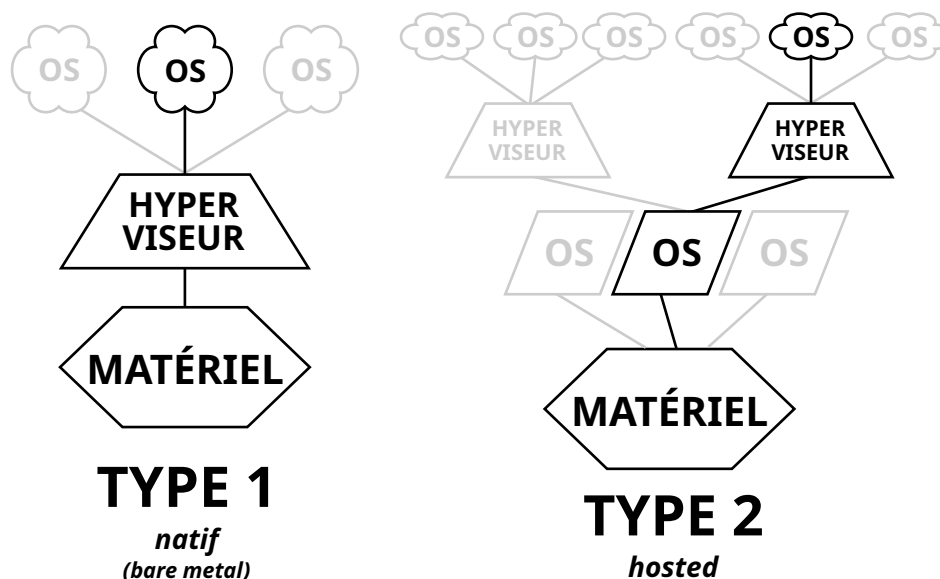 OS OS OS
HYPER
VISEUR
MATÉRIEL
TYPE 1
natif
(bare metal)
OS OS OS OS OS OS
HYPER
VISEUR
HYPER
VISEUR
OS OS OS
MATÉRIEL
TYPE 2
hosted